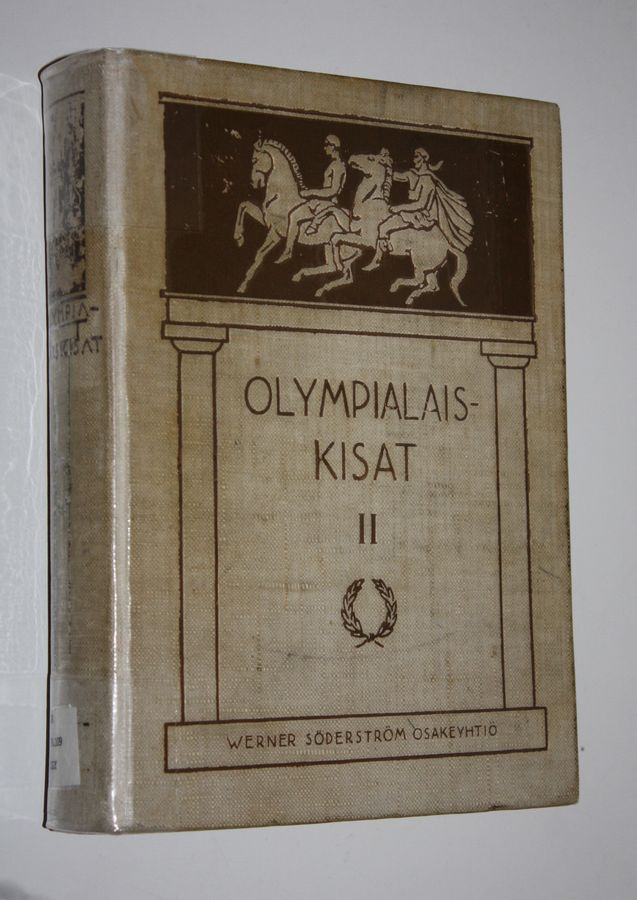 OLYMPIALAIS-
KISAT
II
WERNER SÖDERSTRÖM OSAKEYHTIÖ